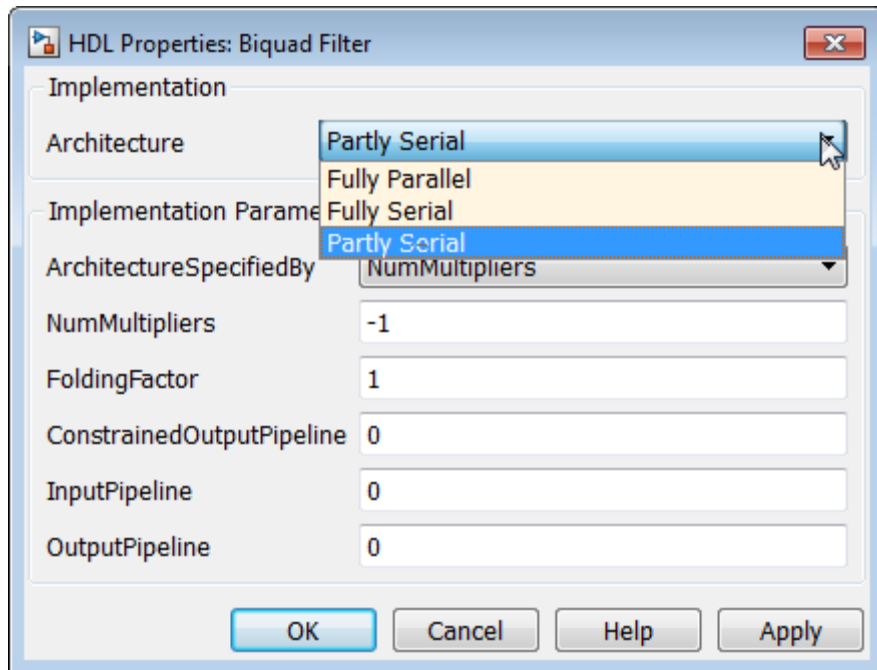 HDL Properties: Biquad Filter
Implementation
Architecture Partly Serial
Fully Parallel
Implementation Parame Fully Serial
Partly Serial
ArchitectureSpecifiedBy NumMultipliers
NumMultipliers -1
FoldingFactor 1
ConstrainedOutputPipeline 0
InputPipeline 0
OutputPipeline 0
OK Cancel Help Apply